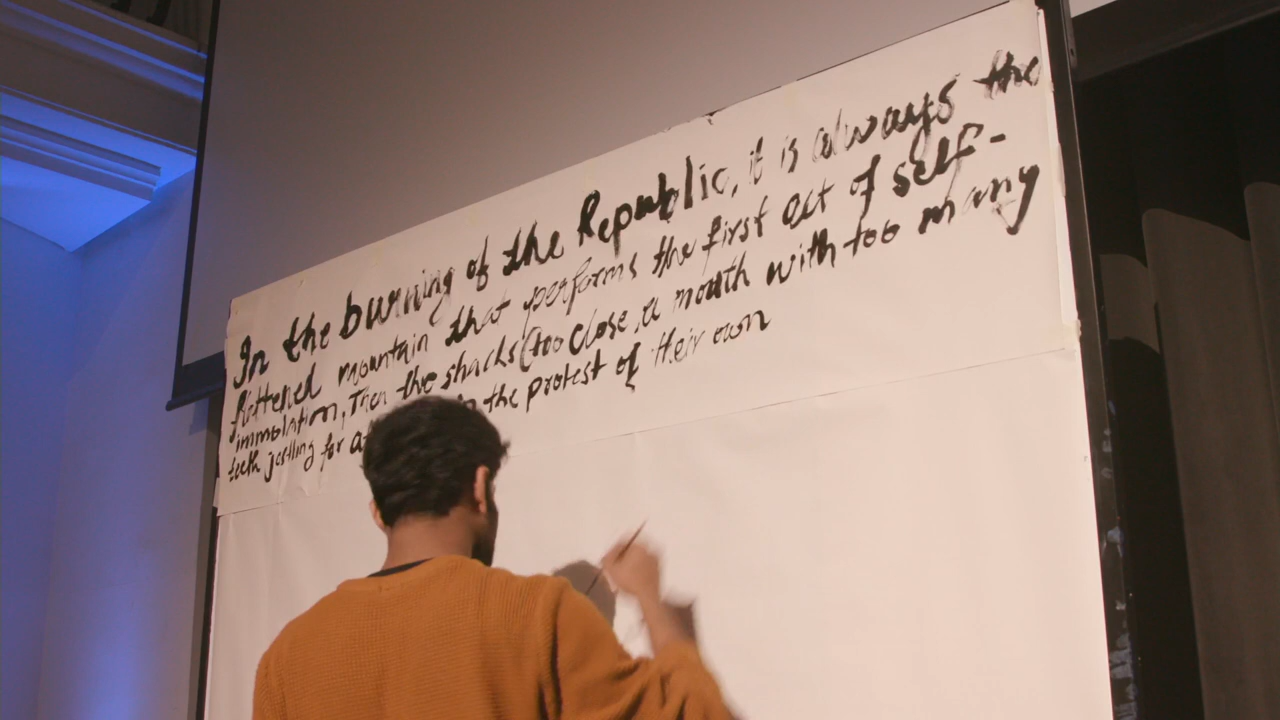 In the burning of the Republic, it is always the
flattened mountain that performs the first act of self-
immolation, Then the shacks (too close, a mouth with too many
teeth jostling for in the protest of their own